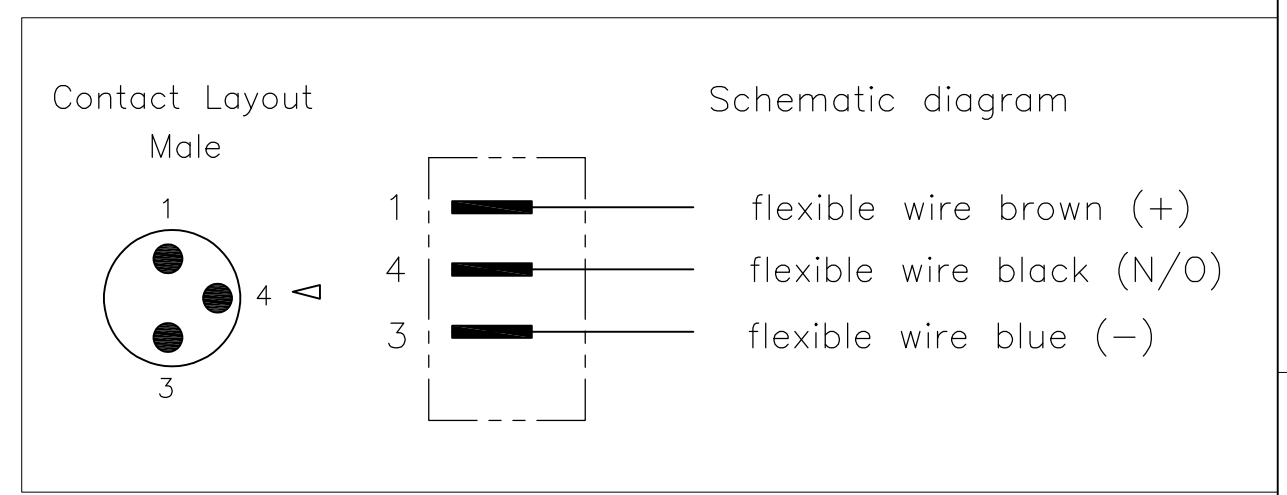 Contact Layout
Male
1
4
3
Schematic diagram
1 flexible wire brown (+)
4 flexible wire black (N/O)
3 flexible wire blue (−)